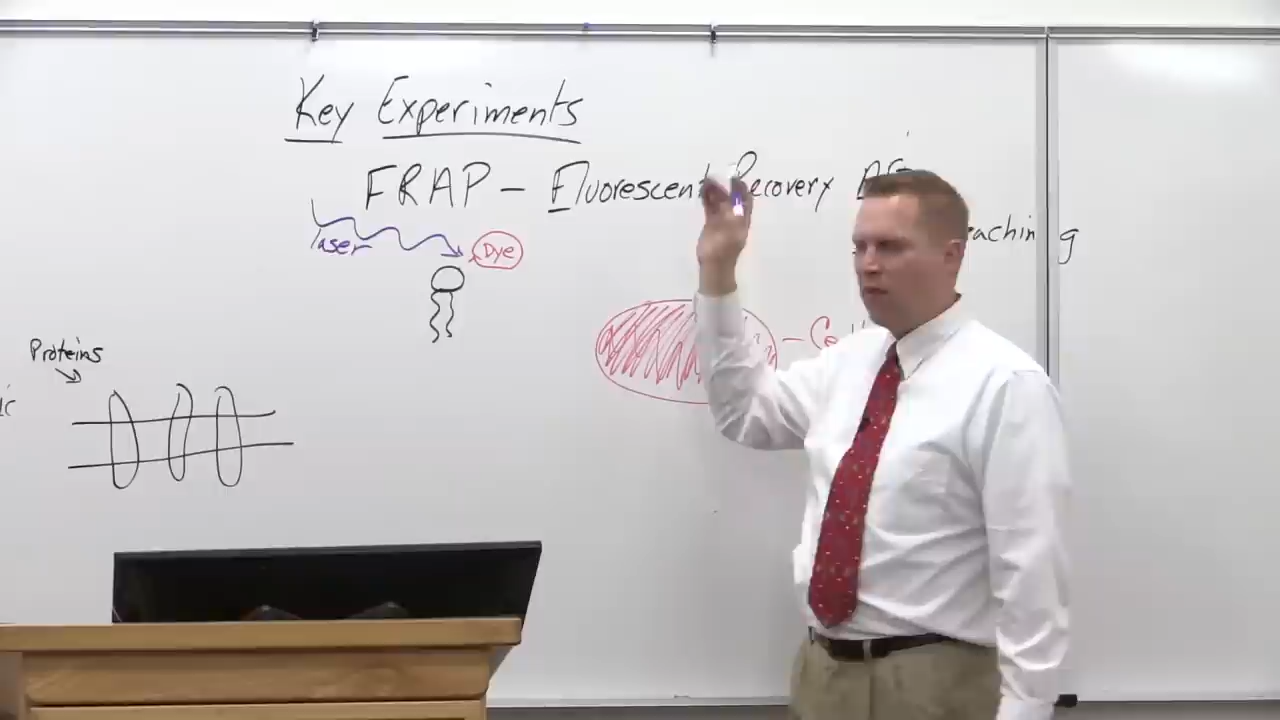 Key Experiments
FRAP - Fluorescent Recovery
laser
Dye
Proteins